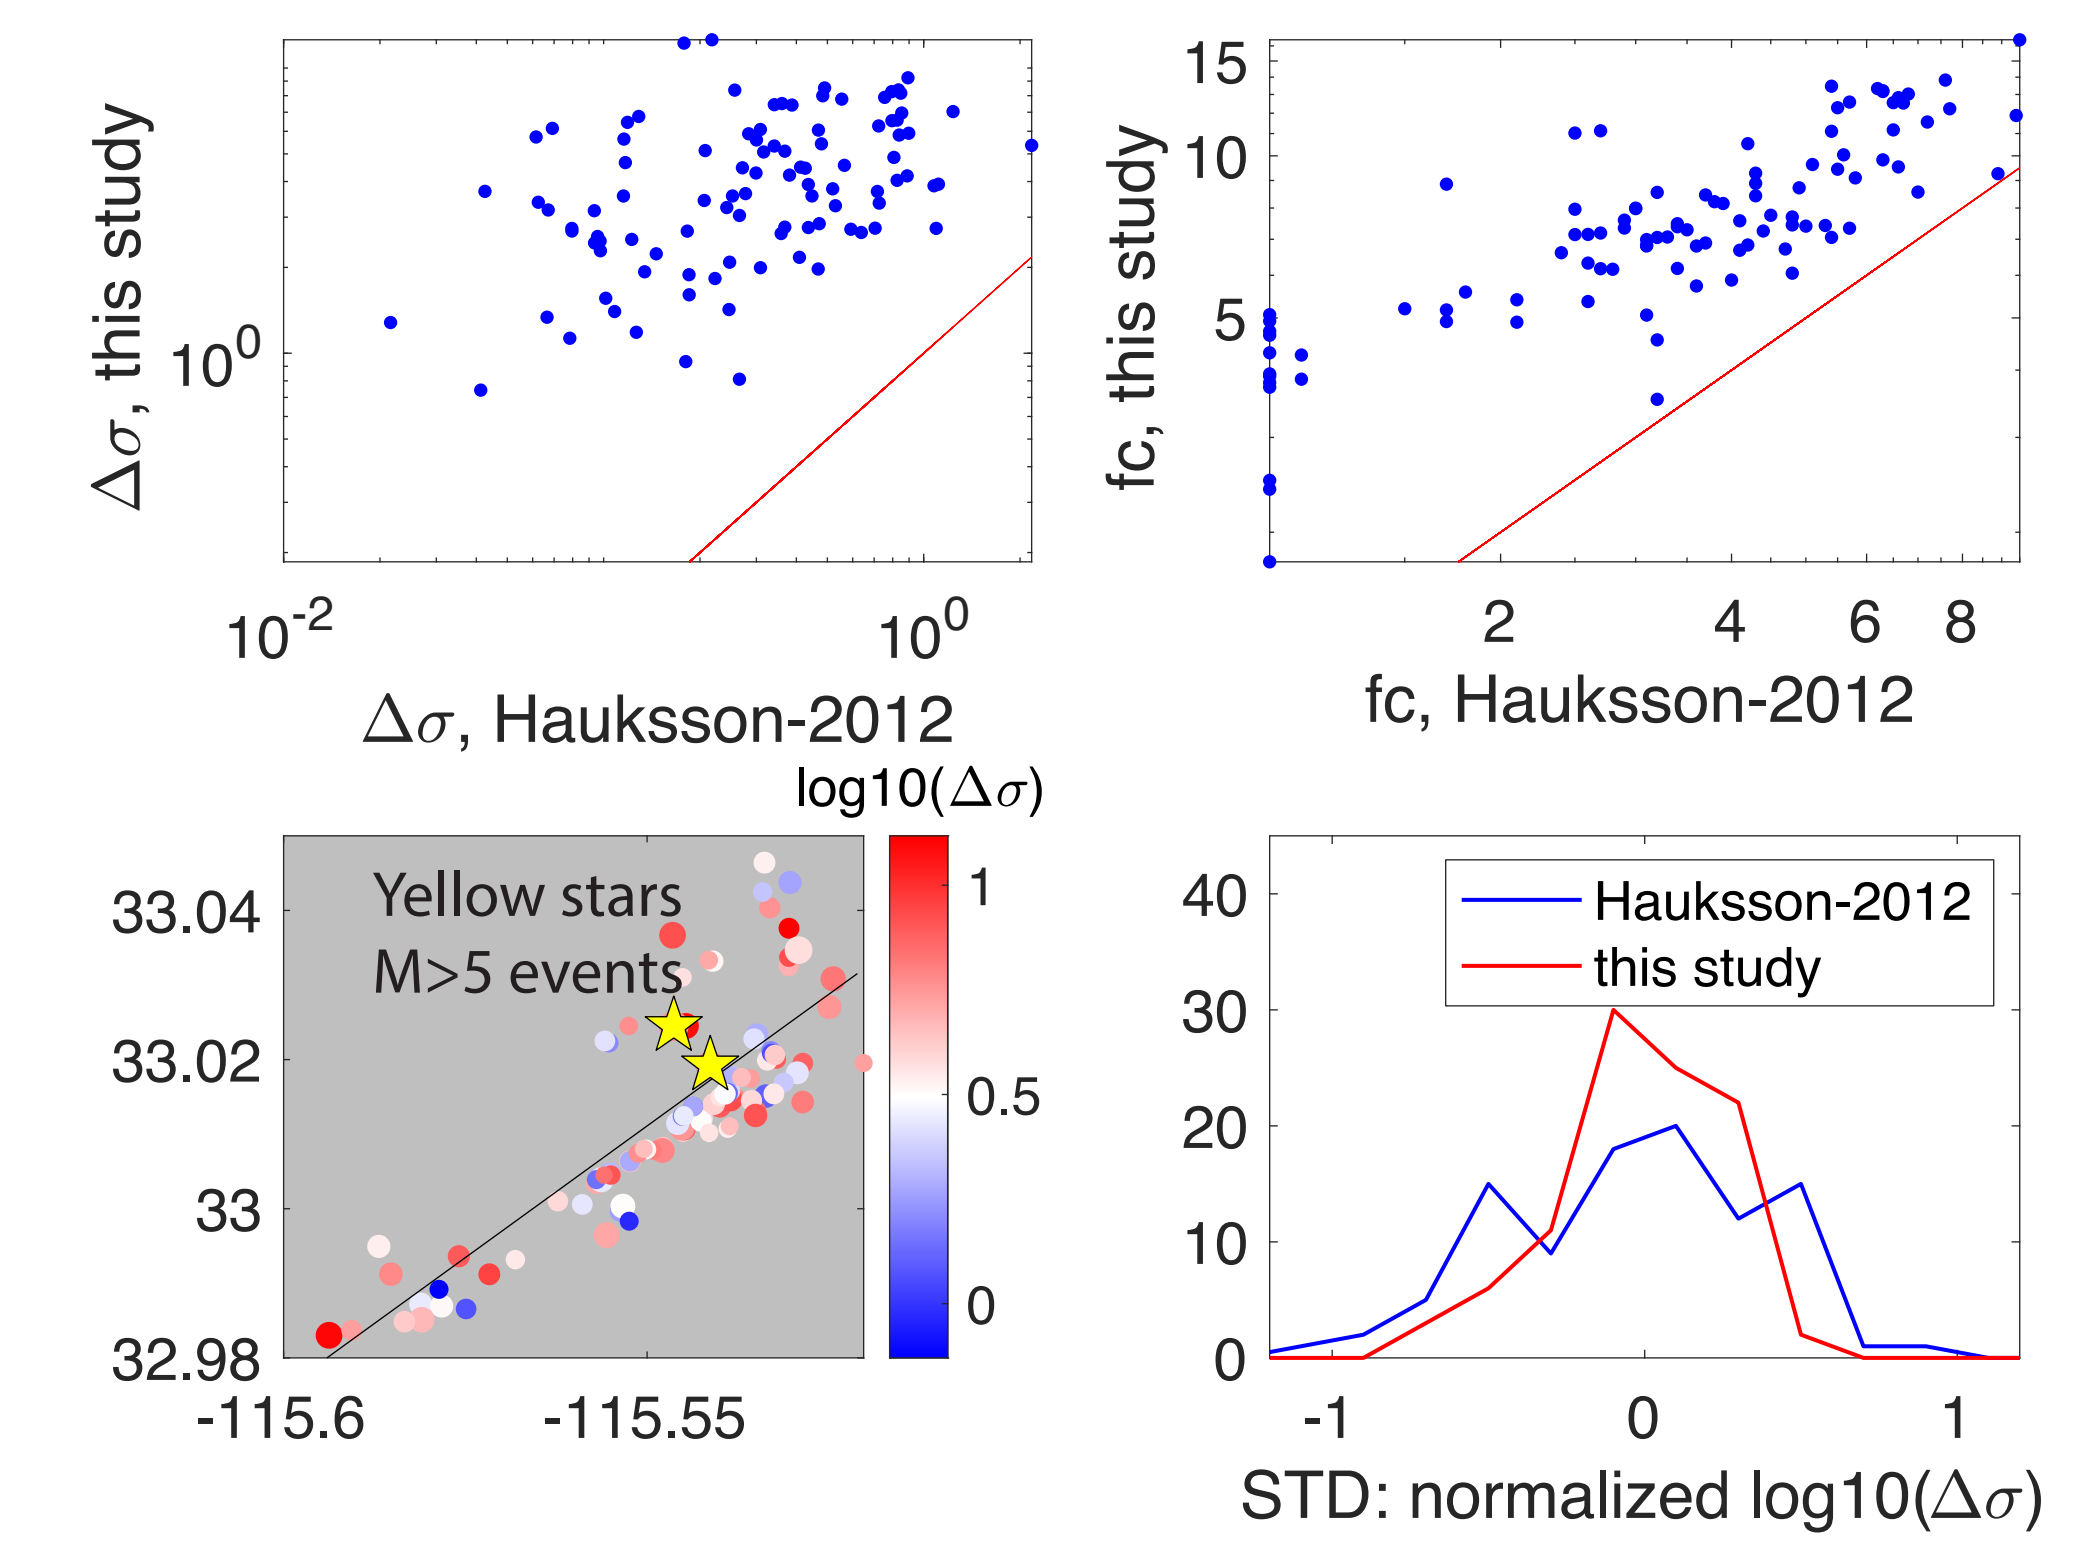 Δσ, this study
10^0
10^-2
10^0
Δσ, Hauksson-2012
fc, this study
15
10
5
2 4 6 8
fc, Hauksson-2012
log10(Δσ)
Yellow stars
M>5 events
33.04
33.02
33
32.98
-115.6 -115.55
1
0.5
0
Hauksson-2012
this study
40
30
20
10
0
-1 0 1
STD: normalized log10(Δσ)